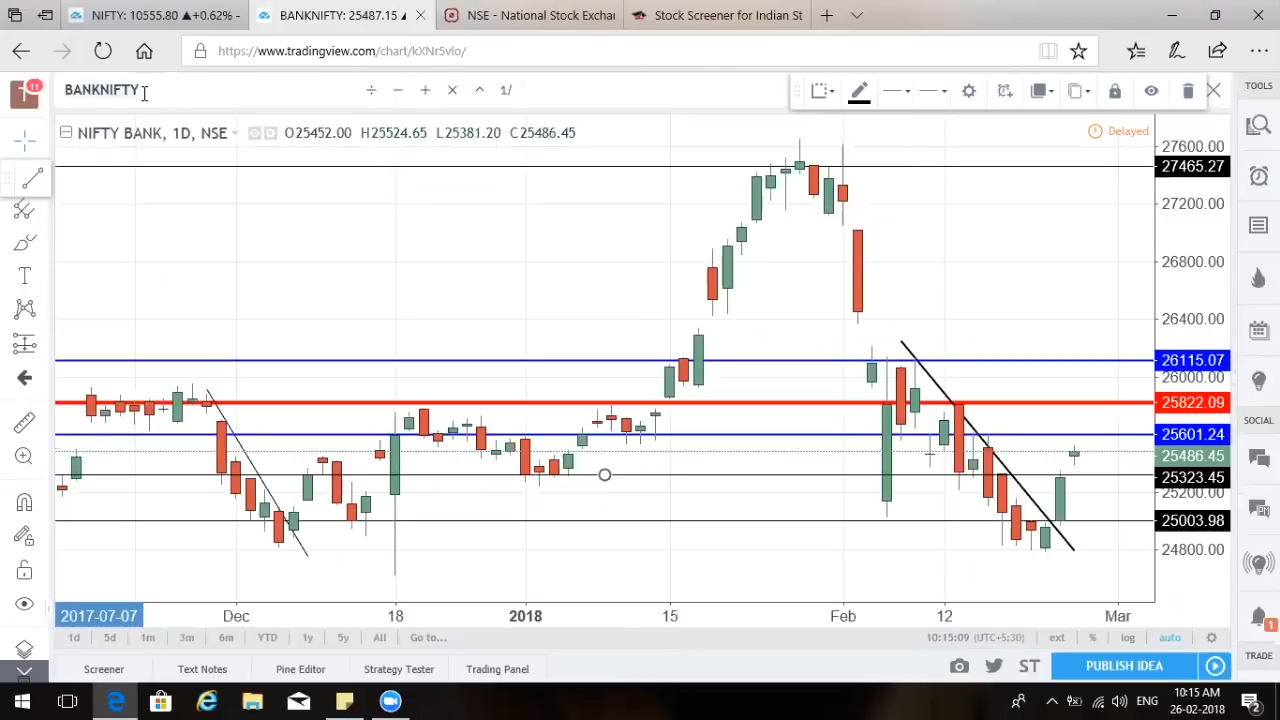 NIFTY: 10555.80 ▲+0.62% -
BANKNIFTY: 25487.15 ▲
NSE - National Stock Exchan
Stock Screener for Indian St
https://www.tradingview.com/chart/kXNr5vlo/
11
BANKNIFTY
1/
TOOLS
NIFTY BANK, 1D, NSE
O25452.00 H25524.65 L25381.20 C25486.45
Delayed
27600.00
27465.27
27200.00
26800.00
26400.00
26115.07
26000.00
25822.09
25601.24
25486.45
25323.45
25200.00
25003.98
24800.00
SOCIAL
2017-07-07
Dec
18
2018
15
Feb
12
Mar
1d 5d 1m 3m 6m YTD 1y 5y All Go to...
10:15:09 (UTC+5:30) ext % log auto
1
TRADE
Screener
Text Notes
Pine Editor
Strategy Tester
Trading Panel
ST
PUBLISH IDEA
ENG
10:15 AM
26-02-2018
2